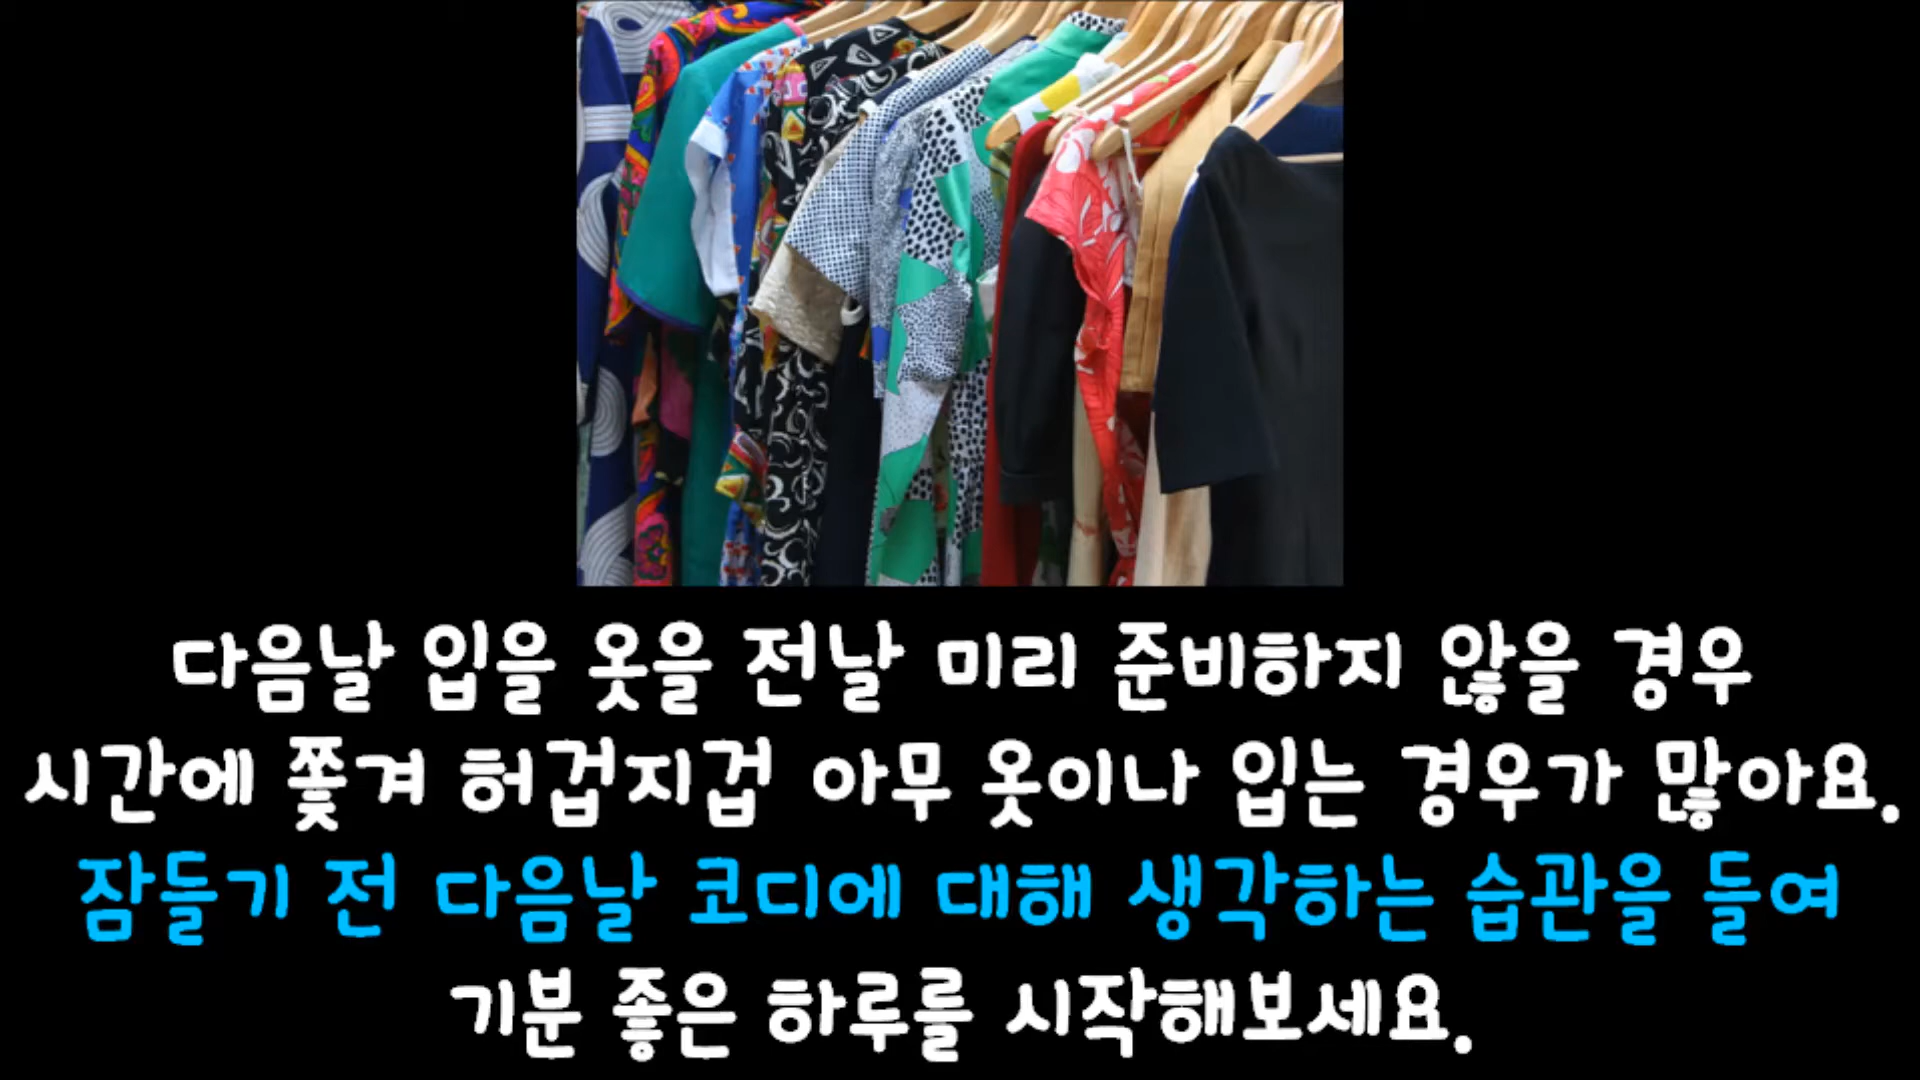 다음날 입을 옷을 전날 미리 준비하지 않을 경우
시간에 쫓겨 허겁지겁 아무 옷이나 입는 경우가 많아요.
잠들기 전 다음날 코디에 대해 생각하는 습관을 들여
기분 좋은 하루를 시작해보세요.